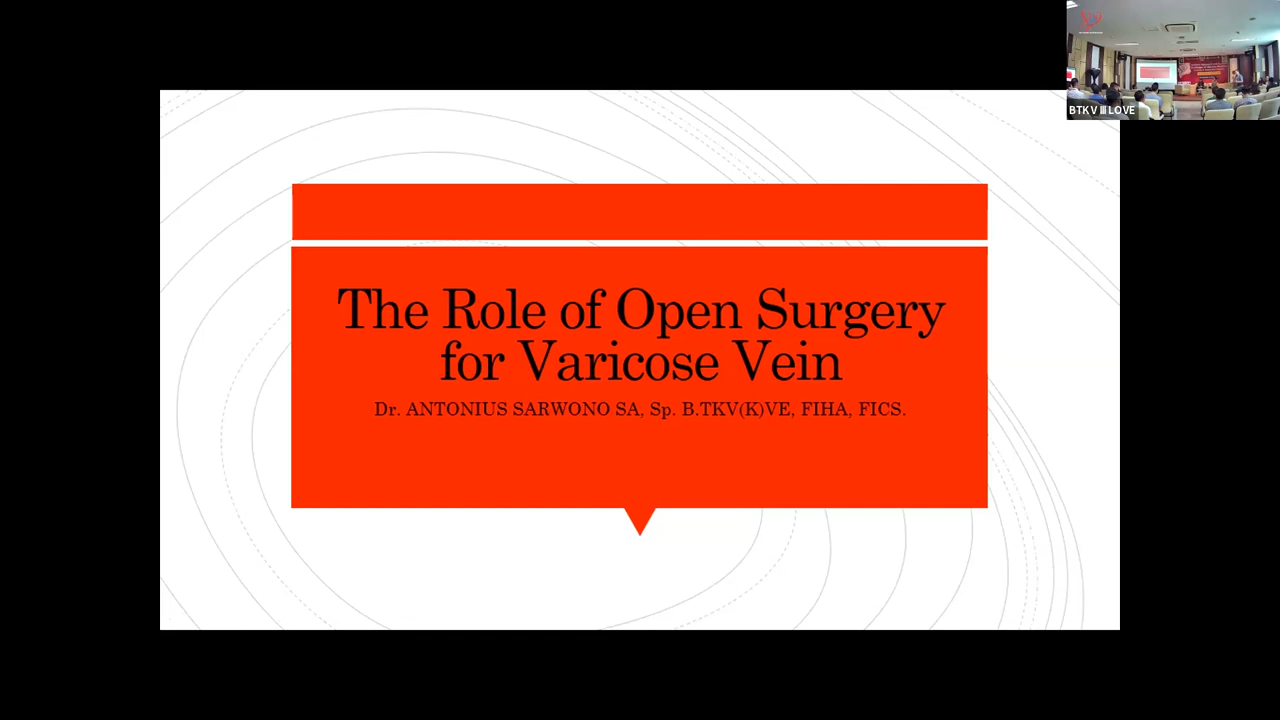 The Role of Open Surgery
for Varicose Vein
Dr. ANTONIUS SARWONO SA, Sp. B.TKV(K)VE, FIHA, FICS.
BTKV III LOVE